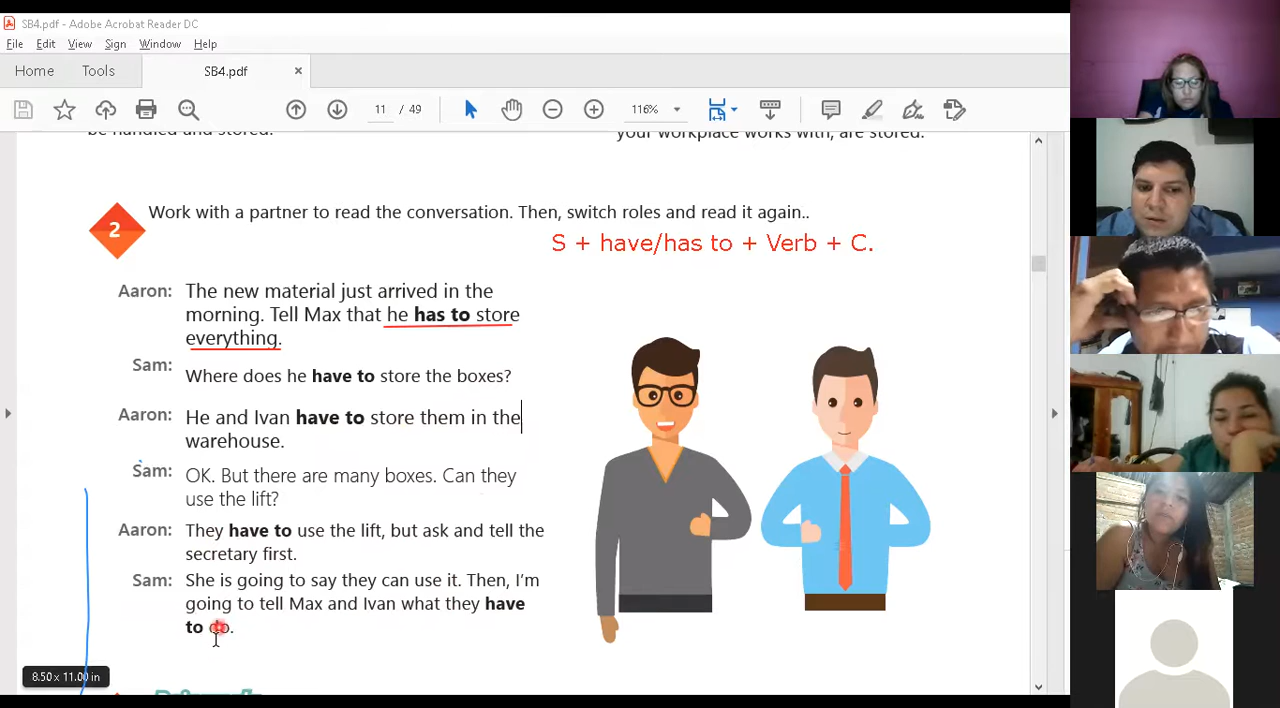 SB4.pdf - Adobe Acrobat Reader DC
File Edit View Sign Window Help
Home Tools SB4.pdf ×
11 / 49 116%
be handled and stored.
your workplace works with, are stored.
2 Work with a partner to read the conversation. Then, switch roles and read it again..
S + have/has to + Verb + C.
Aaron: The new material just arrived in the
morning. Tell Max that he has to store
everything.
Sam: Where does he have to store the boxes?
Aaron: He and Ivan have to store them in the
warehouse.
Sam: OK. But there are many boxes. Can they
use the lift?
Aaron: They have to use the lift, but ask and tell the
secretary first.
Sam: She is going to say they can use it. Then, I'm
going to tell Max and Ivan what they have
to do.
8.50 x 11.00 in